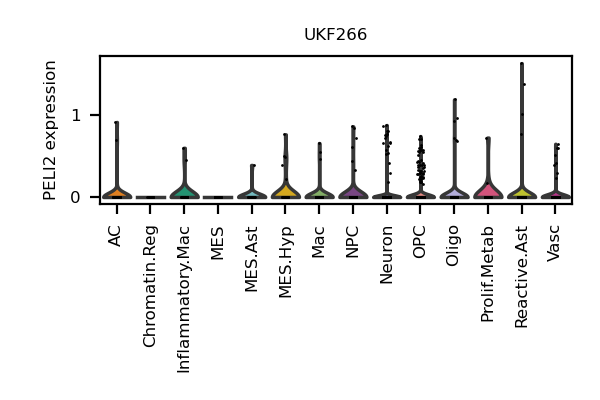 UKF266
PELI2 expression
1
0
AC
Chromatin.Reg
Inflammatory.Mac
MES
MES.Ast
MES.Hyp
Mac
NPC
Neuron
OPC
Oligo
Prolif.Metab
Reactive.Ast
Vasc